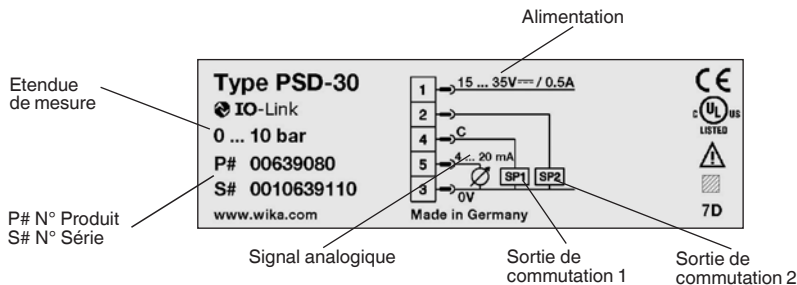 Alimentation
Etendue
de mesure
Type PSD-30
IO-Link
0 ... 10 bar
P# 00639080
S# 0010639110
www.wika.com
1
2
4
5
3
15 ... 35V⎓ / 0.5A
C
4 ... 20 mA
SP1
SP2
0V
Made in Germany
CE
c UL us
LISTED
7D
P# N° Produit
S# N° Série
Signal analogique
Sortie de
commutation 1
Sortie de
commutation 2